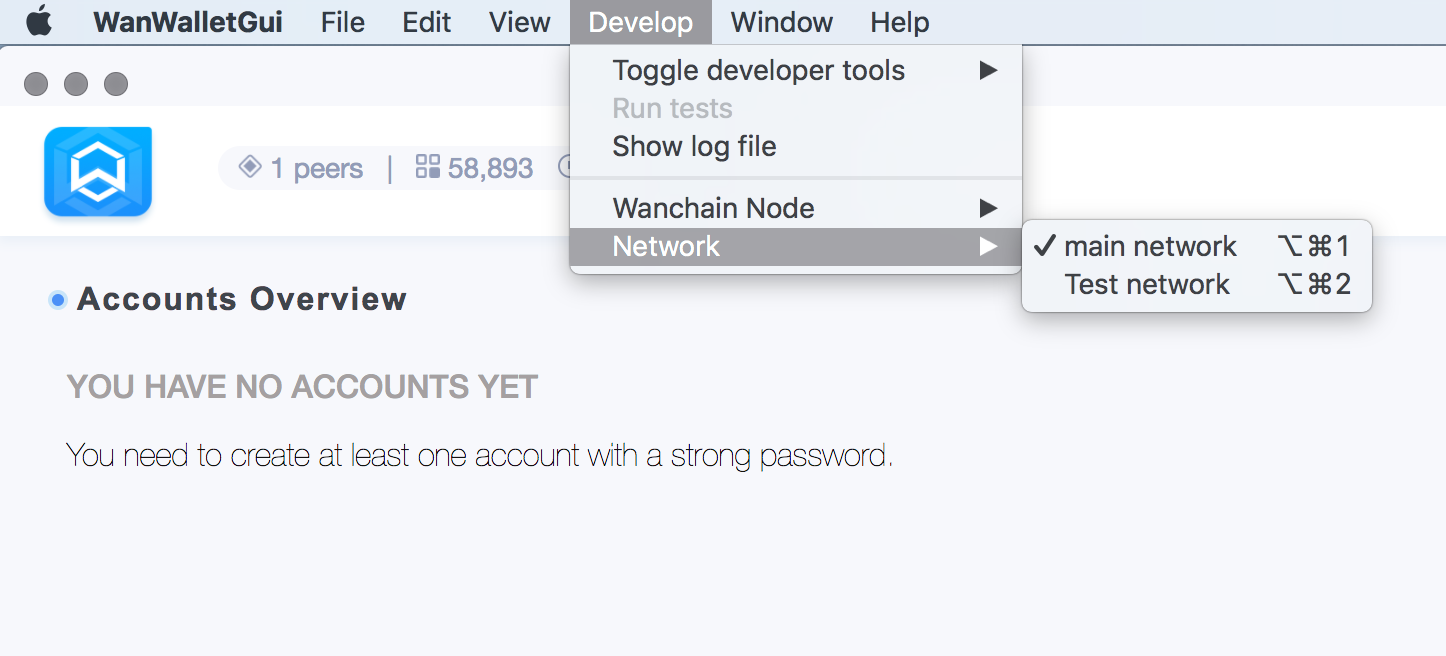 WanWalletGui File Edit View Develop Window Help
Toggle developer tools
Run tests
Show log file
1 peers | 58,893
Wanchain Node
Network
main network ⌥⌘1
Test network ⌥⌘2
Accounts Overview
YOU HAVE NO ACCOUNTS YET
You need to create at least one account with a strong password.